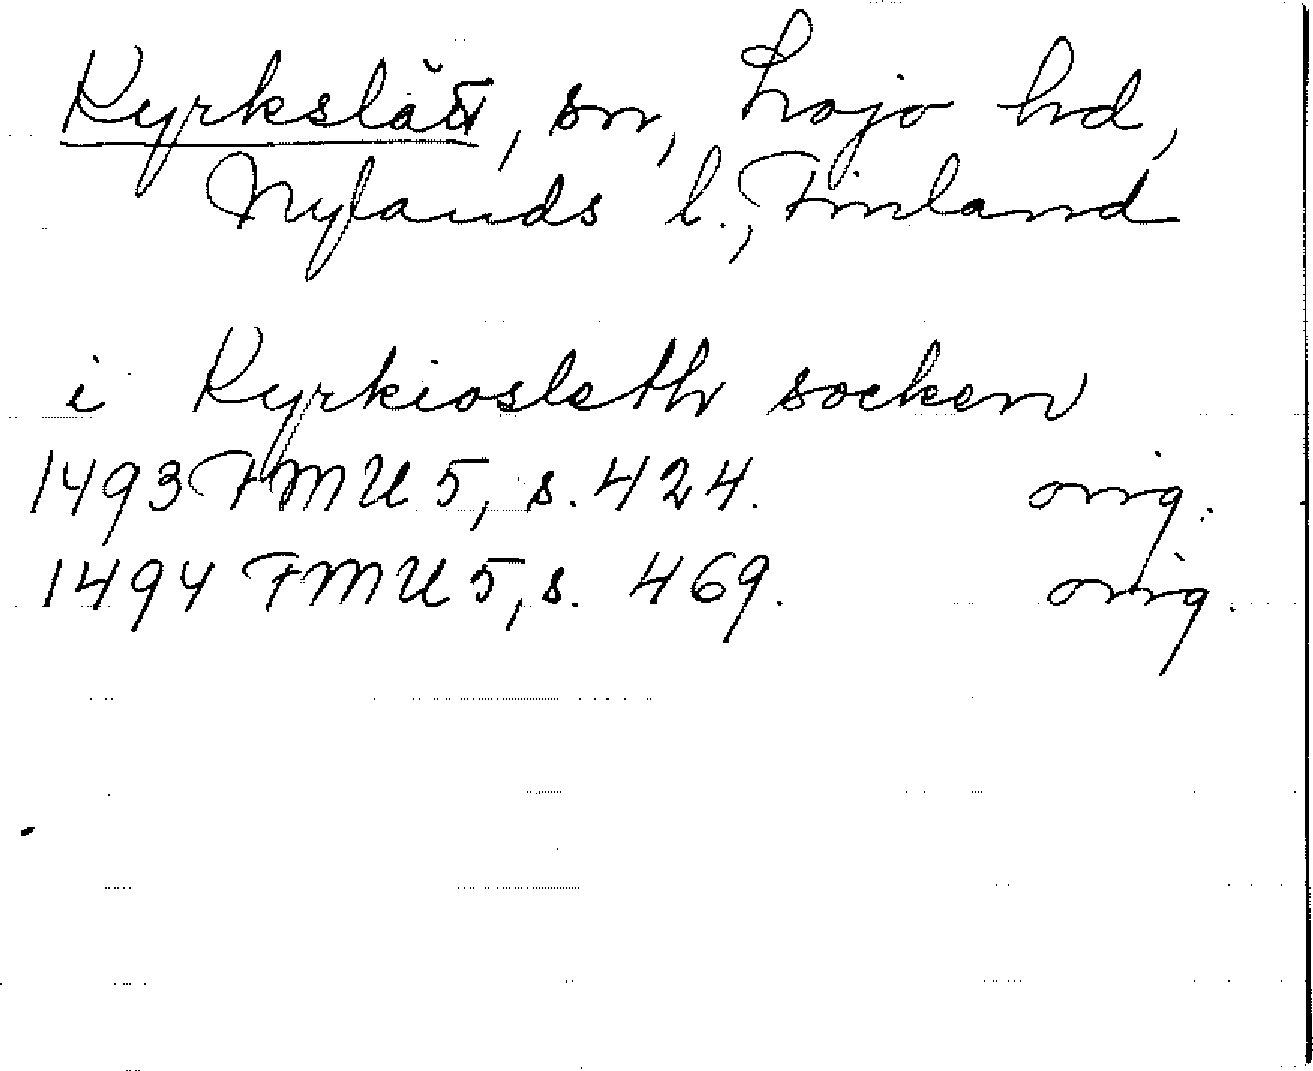 Kyrkslätt, sn, Lojo hd,
Nylands l., Finland
i Kyrkiosleth socken
1493 FMU 5, s. 424. orig.
1494 FMU 5, s. 469. orig.